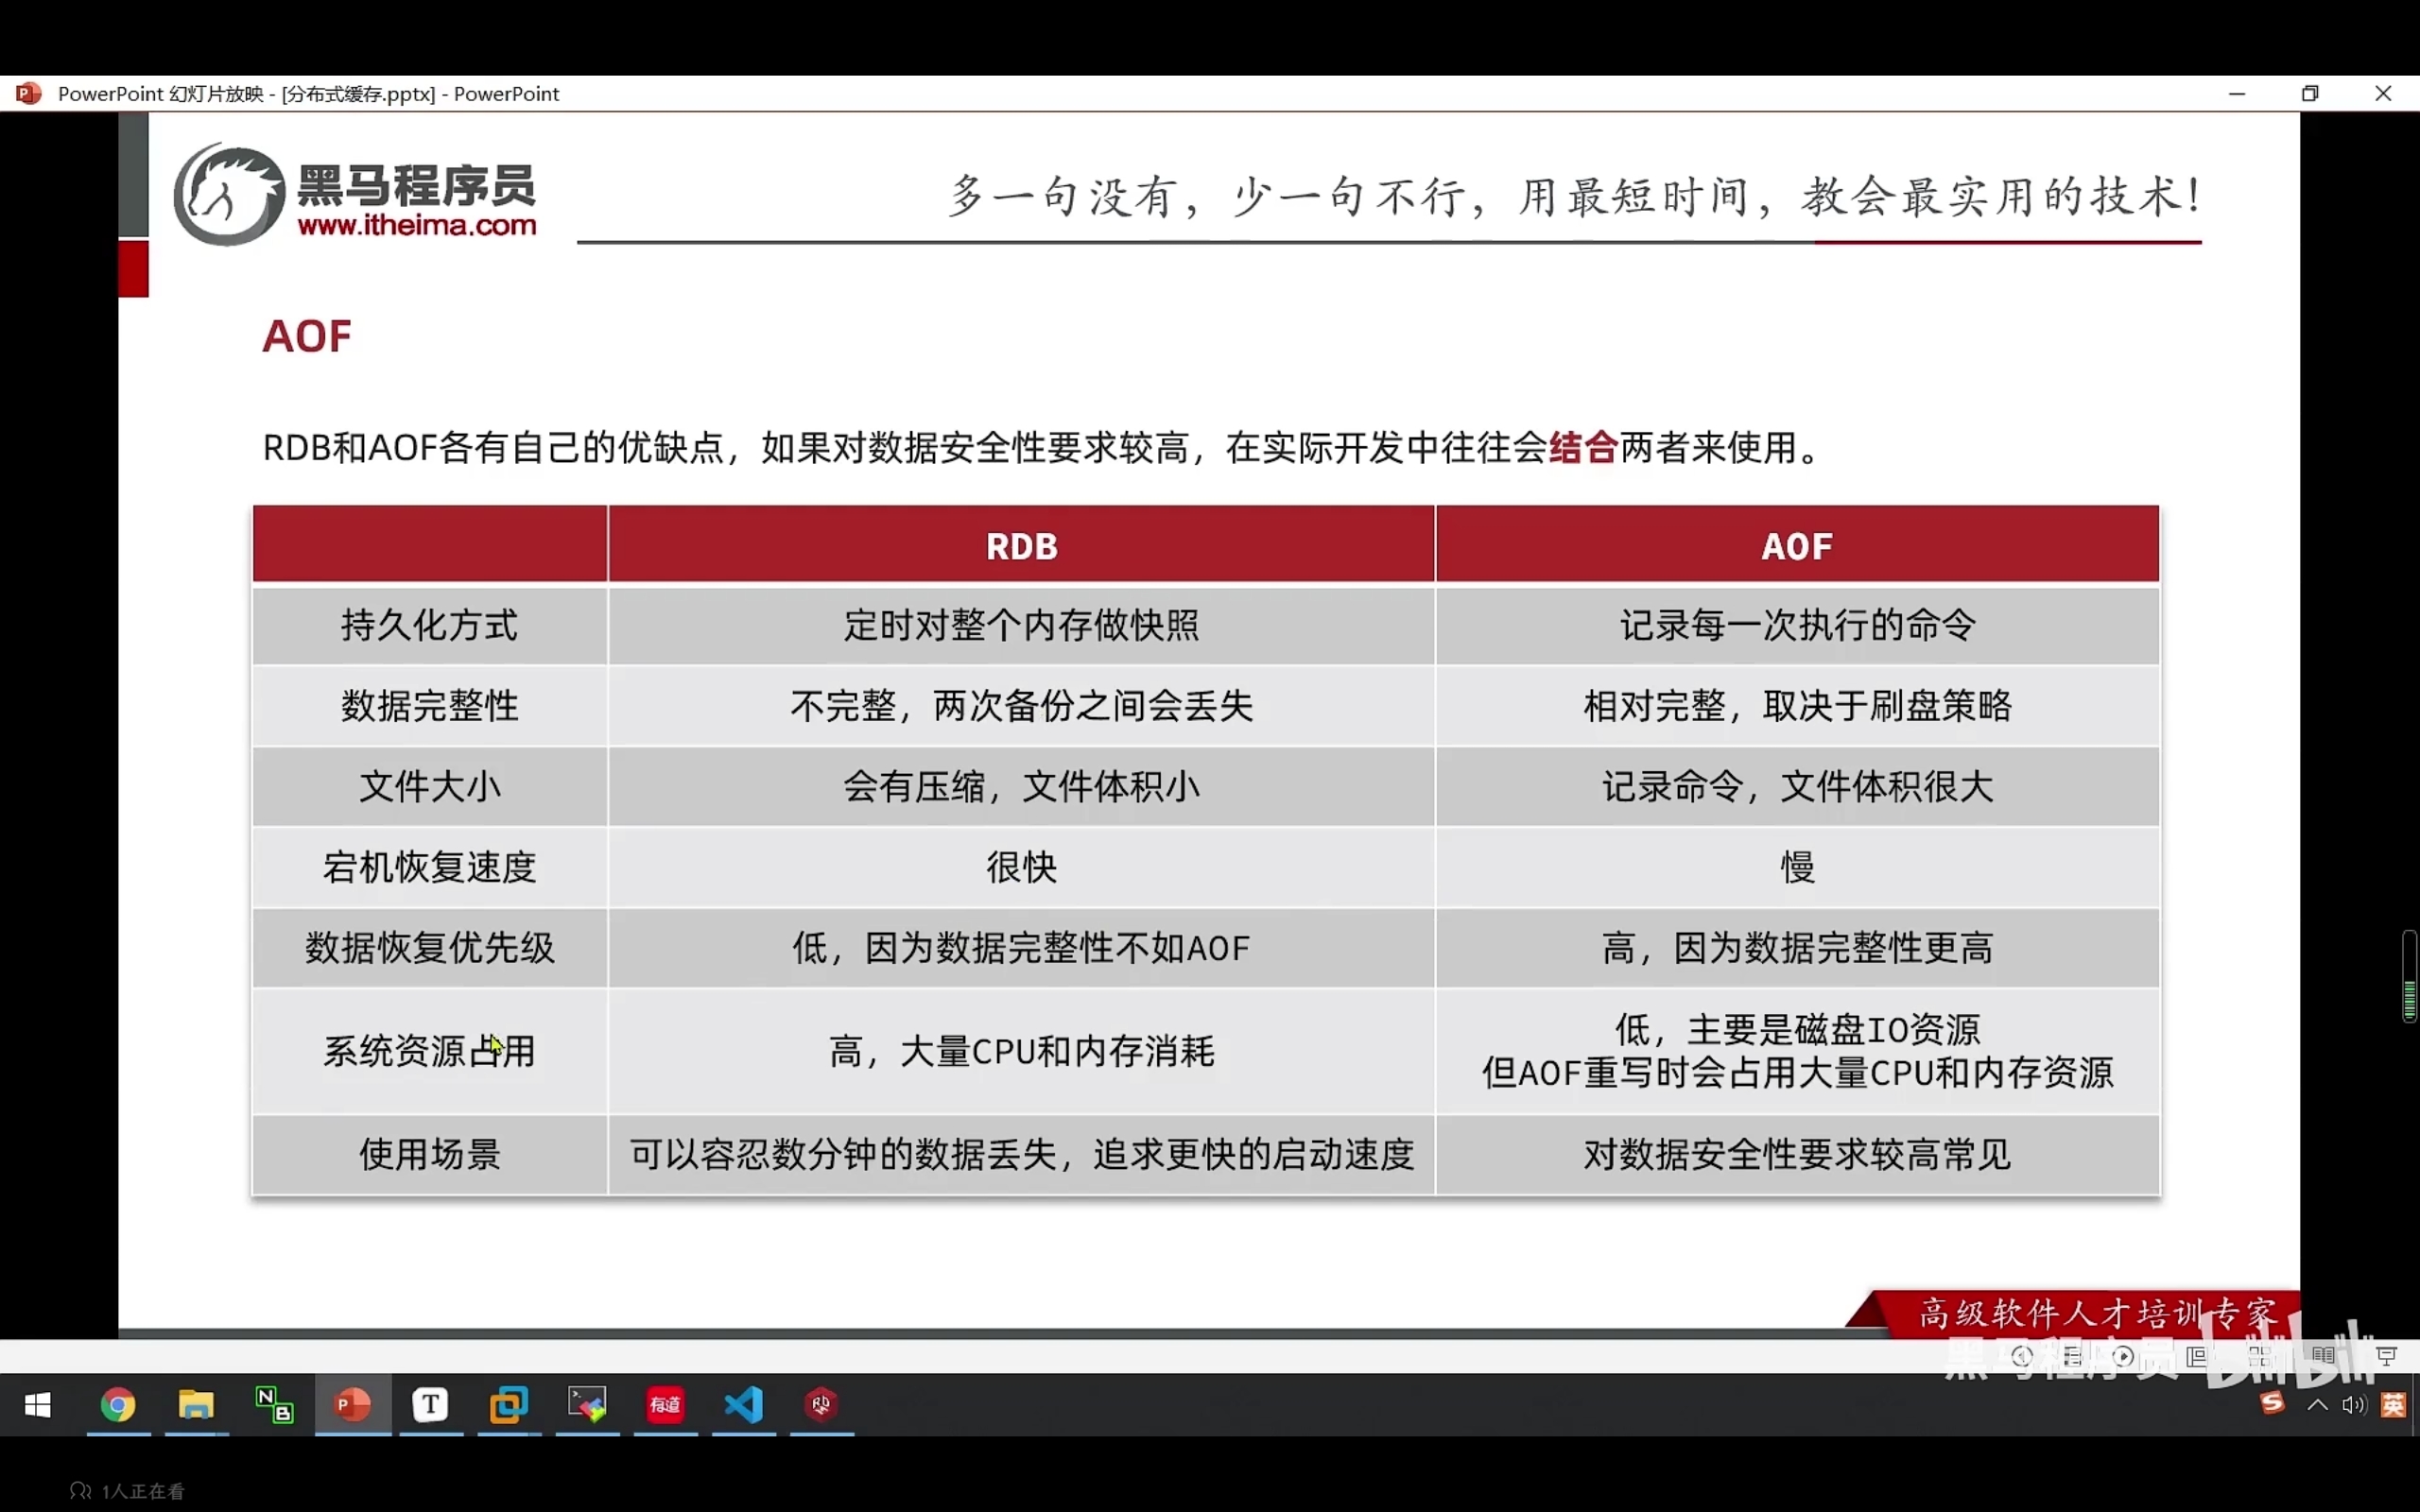 PowerPoint 幻灯片放映 - [分布式缓存.pptx] - PowerPoint
黑马程序员
www.itheima.com
多一句没有，少一句不行，用最短时间，教会最实用的技术！
AOF
RDB和AOF各有自己的优缺点，如果对数据安全性要求较高，在实际开发中往往会结合两者来使用。
RDB AOF
持久化方式 定时对整个内存做快照 记录每一次执行的命令
数据完整性 不完整，两次备份之间会丢失 相对完整，取决于刷盘策略
文件大小 会有压缩，文件体积小 记录命令，文件体积很大
宕机恢复速度 很快 慢
数据恢复优先级 低，因为数据完整性不如AOF 高，因为数据完整性更高
系统资源占用 高，大量CPU和内存消耗 低，主要是磁盘IO资源
但AOF重写时会占用大量CPU和内存资源
使用场景 可以容忍数分钟的数据丢失，追求更快的启动速度 对数据安全性要求较高常见
高级软件人才培训专家
黑马程序员 bilibili
N B P T 有道 RD S 英
1人正在看